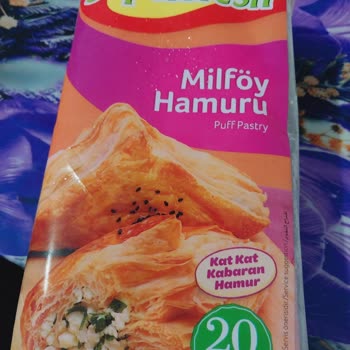 Milföy
Hamuru
Puff Pastry
Kat Kat
Kabaran
Hamur
20